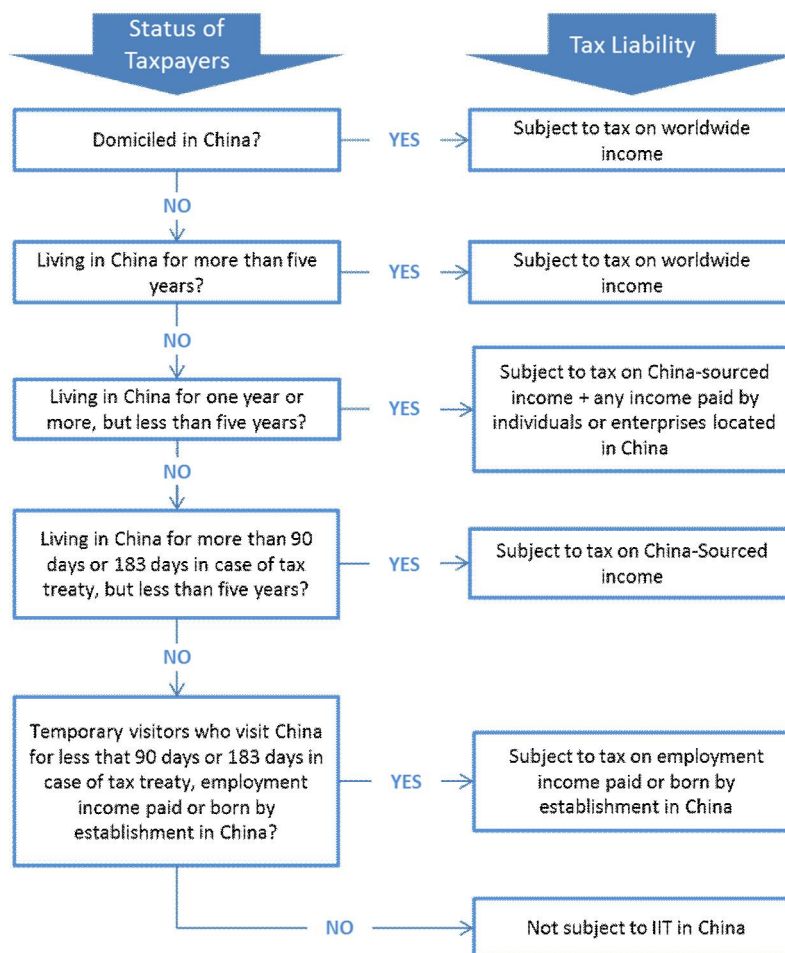 Status of
Taxpayers
Tax Liability
Domiciled in China?
YES
Subject to tax on worldwide
income
NO
Living in China for more than five
years?
YES
Subject to tax on worldwide
income
NO
Living in China for one year or
more, but less than five years?
YES
Subject to tax on China-sourced
income + any income paid by
individuals or enterprises located
in China
NO
Living in China for more than 90
days or 183 days in case of tax
treaty, but less than five years?
YES
Subject to tax on China-Sourced
income
NO
Temporary visitors who visit China
for less that 90 days or 183 days in
case of tax treaty, employment
income paid or born by
establishment in China?
YES
Subject to tax on employment
income paid or born by
establishment in China
NO
Not subject to IIT in China